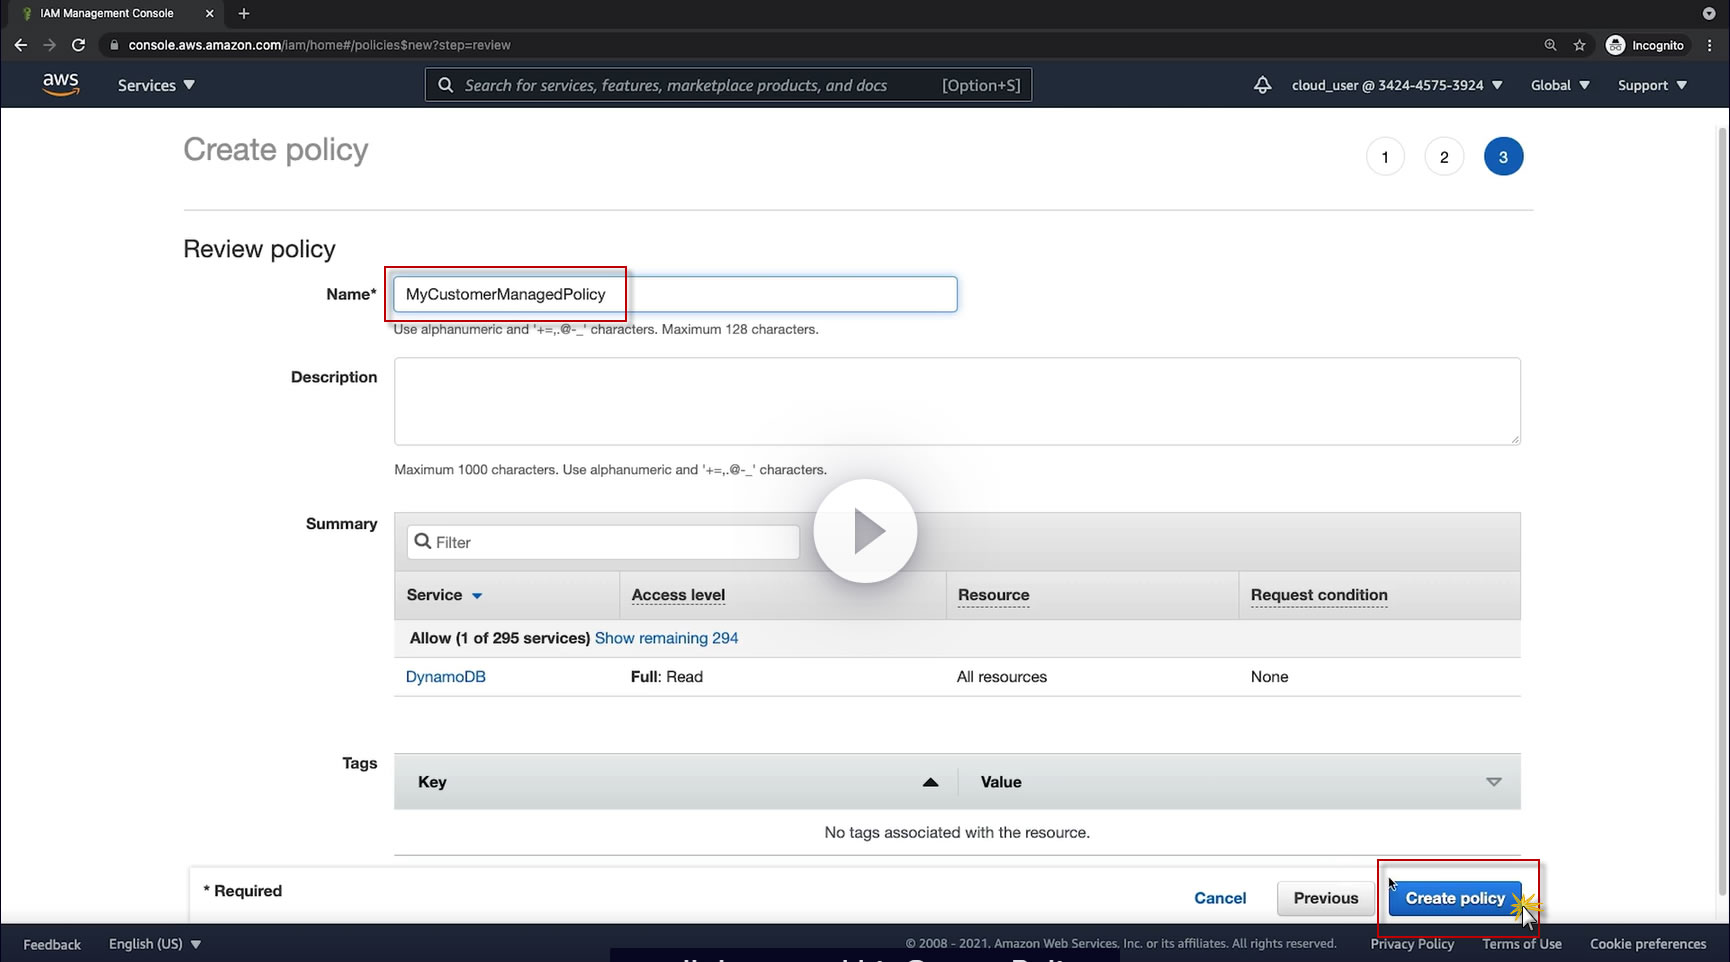 IAM Management Console
console.aws.amazon.com/iam/home#/policies$new?step=review
Incognito
aws
Services
Search for services, features, marketplace products, and docs [Option+S]
cloud_user @ 3424-4575-3924
Global
Support
Create policy
1 2 3
Review policy
Name* MyCustomerManagedPolicy
Use alphanumeric and '+=,.@-_' characters. Maximum 128 characters.
Description
Maximum 1000 characters. Use alphanumeric and '+=,.@-_' characters.
Summary
Filter
Service Access level Resource Request condition
Allow (1 of 295 services) Show remaining 294
DynamoDB Full: Read All resources None
Tags
Key Value
No tags associated with the resource.
* Required
Cancel Previous Create policy
Feedback English (US) © 2008 - 2021, Amazon Web Services, Inc. or its affiliates. All rights reserved. Privacy Policy Terms of Use Cookie preferences